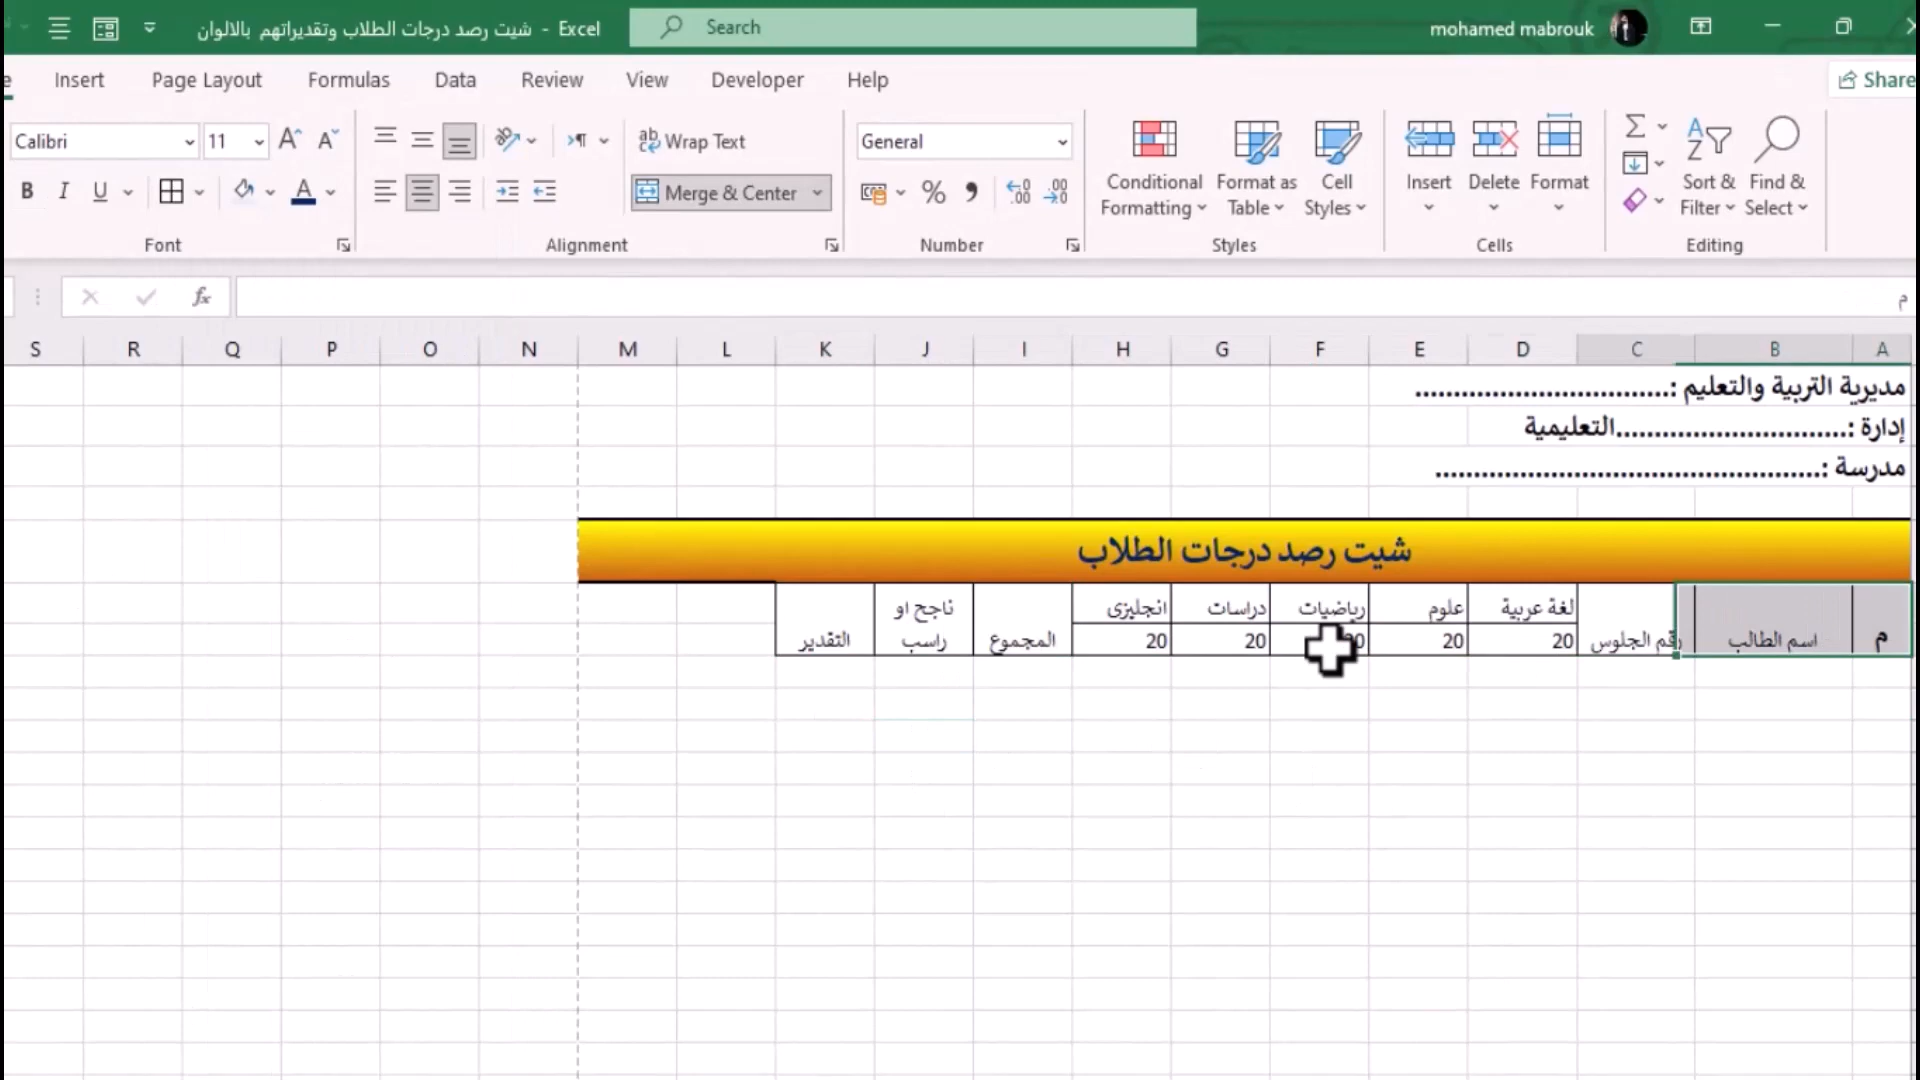 شيت رصد درجات الطلاب وتقديراتهم بالالوان - Excel
Search
mohamed mabrouk
Insert Page Layout Formulas Data Review View Developer Help
Share
Calibri 11
Wrap Text
General
B I U
Merge & Center
Conditional Formatting
Format as Table
Cell Styles
Insert
Delete
Format
Sort & Filter
Find & Select
Font Alignment Number Styles Cells Editing
fx
م
S R Q P O N M L K J I H G F E D C B A
مديرية التربية والتعليم :.................................
إدارة :..............................التعليمية
مدرسة :..................................................
شيت رصد درجات الطلاب
م
اسم الطالب
رقم الجلوس
لغة عربية علوم رياضيات دراسات انجليزى
20 20 20 20
المجموع
ناجح او
راسب
التقدير